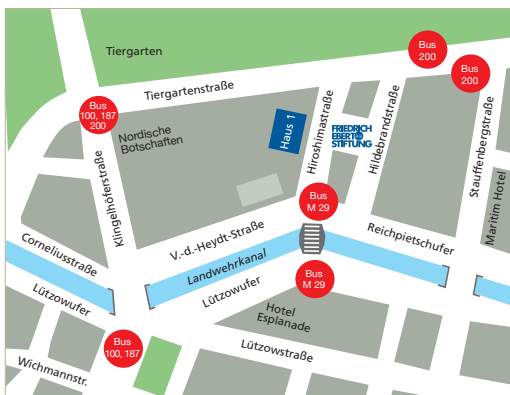 Tiergarten
Bus
200
Bus
200
Tiergartenstraße
Bus
100, 187
200
Nordische
Botschaften
Haus 1
Hiroshimastraße
FRIEDRICH
EBERT
STIFTUNG
Hildebrandstraße
Stauffenbergstraße
Maritim Hotel
Klingelhöferstraße
Bus
M 29
V.-d.-Heydt-Straße
Reichpietschufer
Corneliusstraße
Landwehrkanal
Lützowufer
Lützowufer
Bus
M 29
Hotel
Esplanade
Bus
100, 187
Lützowstraße
Wichmannstr.